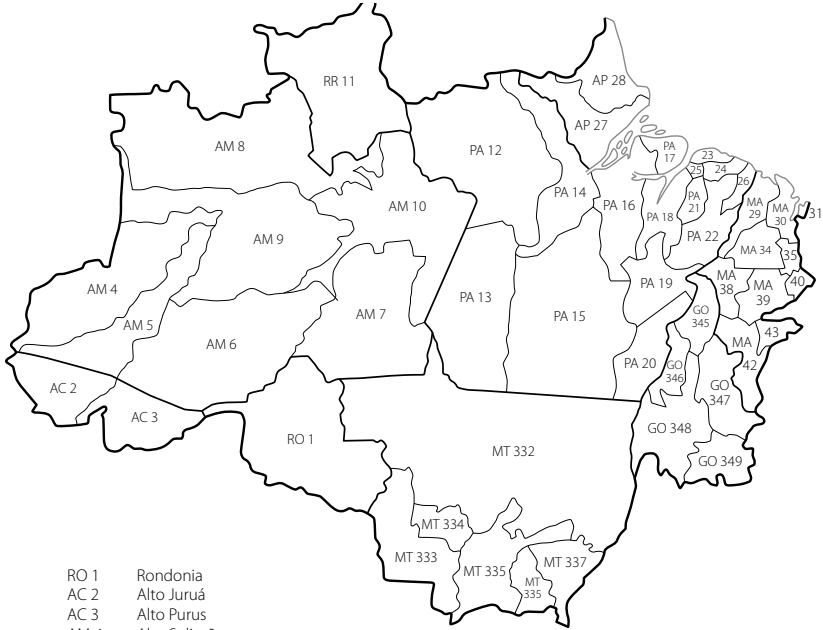 RR 11
AP 28
AM 8
PA 12
AP 27
PA
17
23
25
24
26
31
AM 10
PA 14
PA 16
PA 18
PA
21
PA 22
MA
29
MA
30
AM 9
MA 34
35
AM 4
PA 13
PA 19
MA
38
MA
39
40
AM 5
AM 6
AM 7
PA 15
GO
345
43
MA
42
AC 2
AC 3
PA 20
GO
346
GO
347
RO 1
MT 332
GO 348
GO 349
MT 334
MT 333
MT 335
MT 337
MT
335
RO 1 Rondonia
AC 2 Alto Juruá
AC 3 Alto Purus